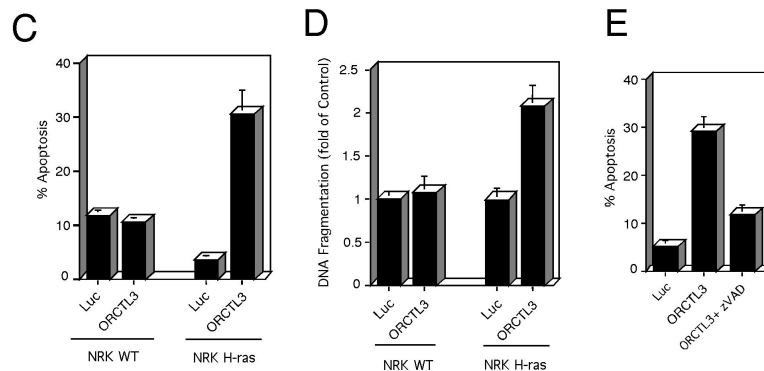 C
% Apoptosis
40
30
20
10
0
Luc
ORCTL3
Luc
ORCTL3
NRK WT
NRK H-ras
D
DNA Fragmentation (fold of Control)
2.5
2
1.5
1
0.5
0
Luc
ORCTL3
Luc
ORCTL3
NRK WT
NRK H-ras
E
% Apoptosis
40
30
20
10
0
Luc
ORCTL3
ORCTL3+ zVAD